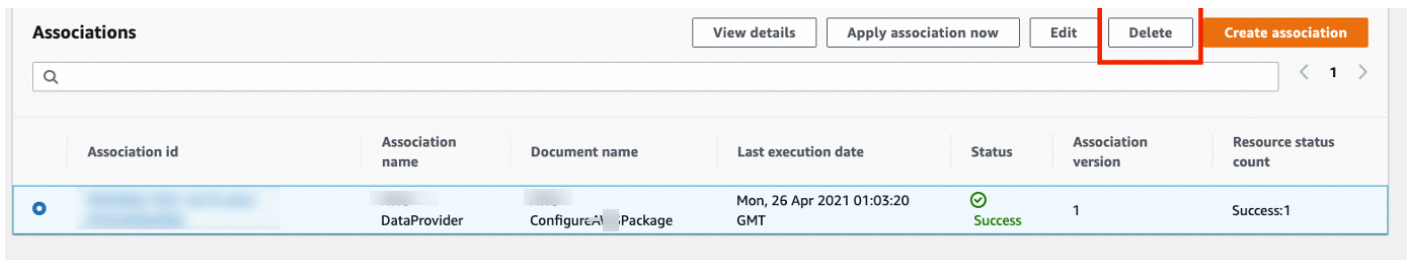 Associations
View details
Apply association now
Edit
Delete
Create association
< 1 >
Association id
Association name
Document name
Last execution date
Status
Association version
Resource status count
DataProvider
Mon, 26 Apr 2021 01:03:20
GMT
Success
1
Success:1